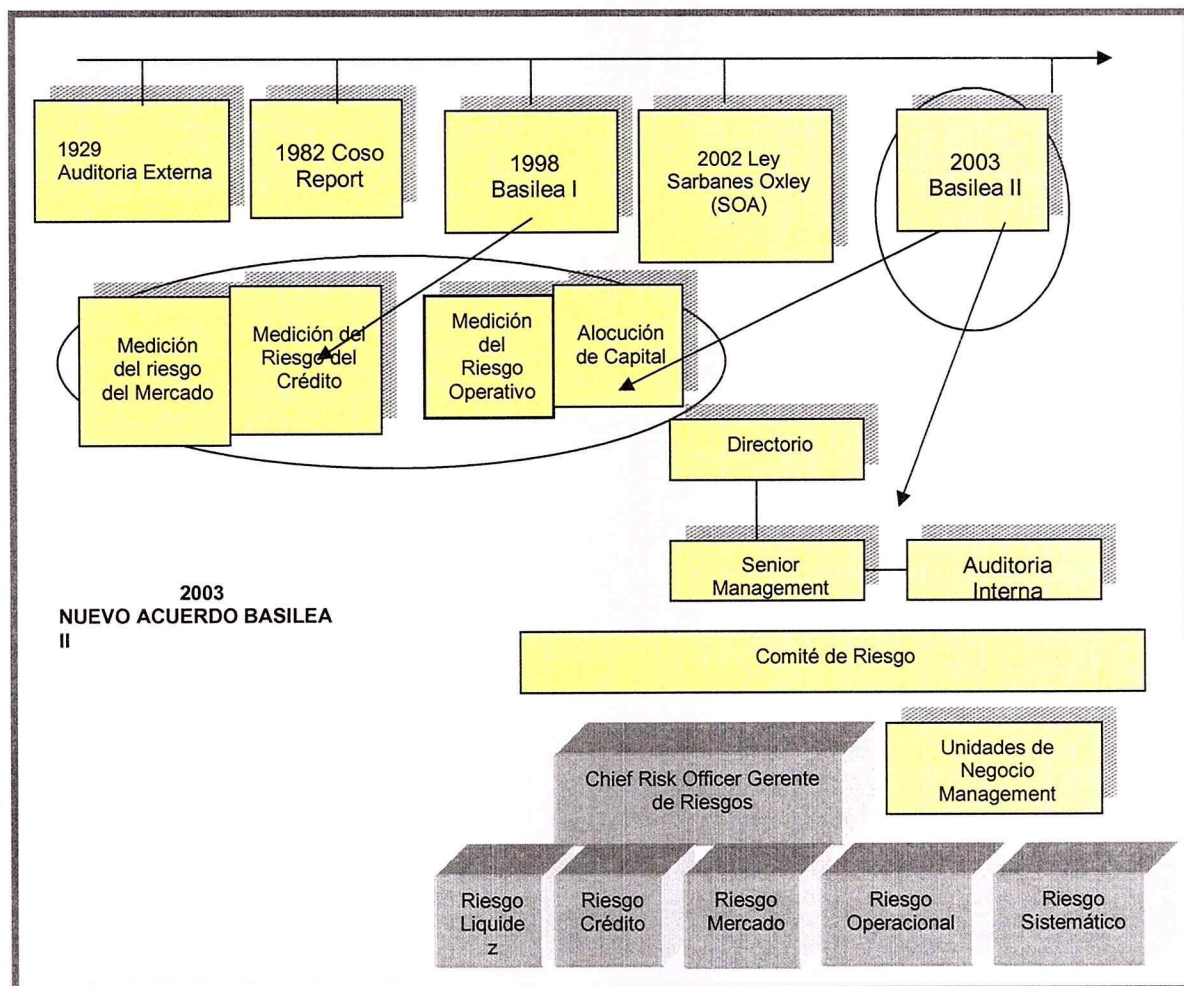 1929
Auditoria Externa
1982 Coso
Report
1998
Basilea I
2002 Ley
Sarbanes Oxley
(SOA)
2003
Basilea II
Medición
del riesgo
del Mercado
Medición del
Riesgo del
Crédito
Medición
del
Riesgo
Operativo
Alocución
de Capital
Directorio
Senior
Management
Auditoria
Interna
2003
NUEVO ACUERDO BASILEA
II
Comité de Riesgo
Chief Risk Officer Gerente
de Riesgos
Unidades de
Negocio
Management
Riesgo
Liquide
z
Riesgo
Crédito
Riesgo
Mercado
Riesgo
Operacional
Riesgo
Sistemático